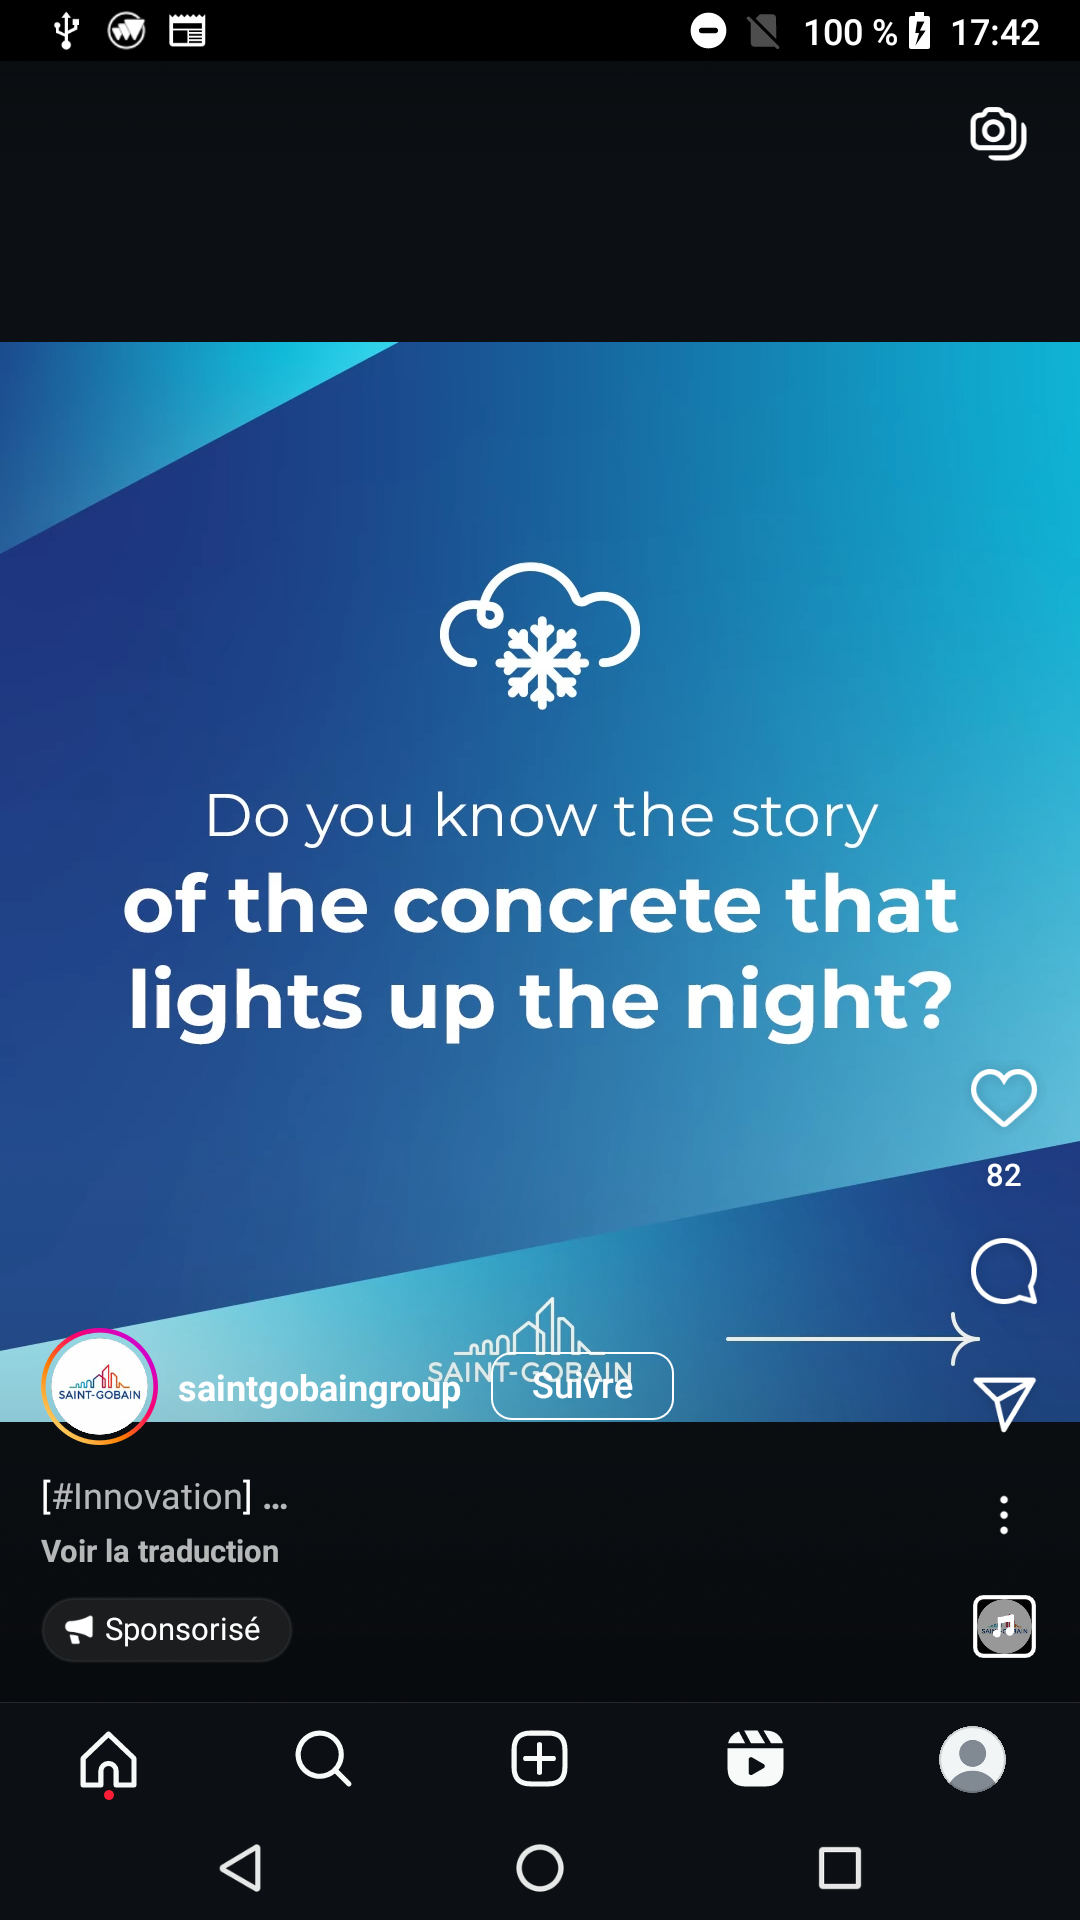 100 % 17:42
Do you know the story
of the concrete that
lights up the night?
82
SAINT-GOBAIN
SAINT-GOBAIN
saintgobaingroup
Suivre
[#Innovation] ...
Voir la traduction
Sponsorisé